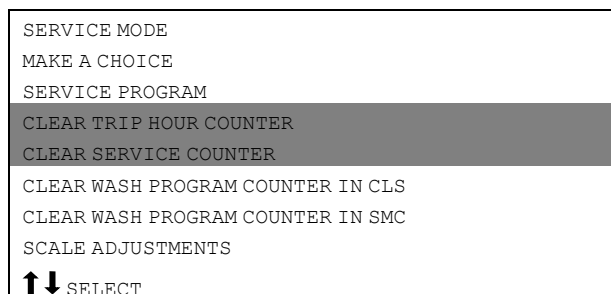 SERVICE MODE
MAKE A CHOICE
SERVICE PROGRAM
CLEAR TRIP HOUR COUNTER
CLEAR SERVICE COUNTER
CLEAR WASH PROGRAM COUNTER IN CLS
CLEAR WASH PROGRAM COUNTER IN SMC
SCALE ADJUSTMENTS
⬆⬇ SELECT